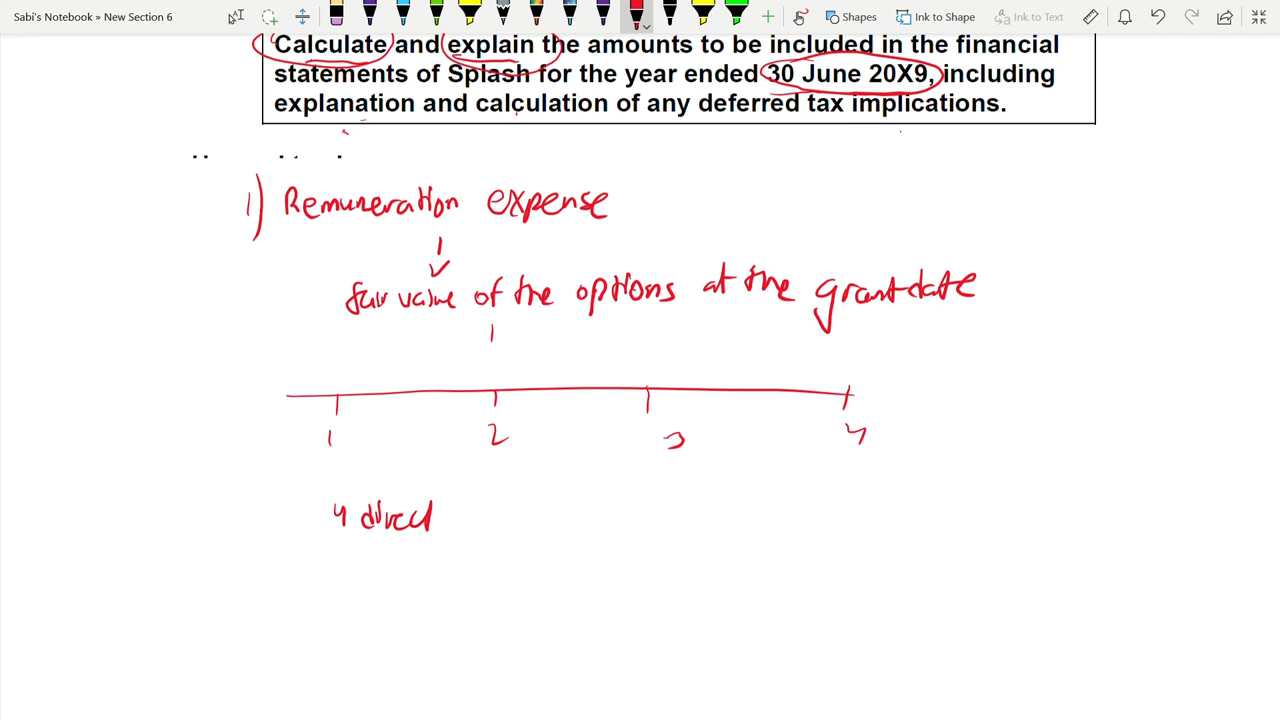 Sabi's Notebook » New Section 6
Shapes
Ink to Shape
Ink to Text
Calculate and explain the amounts to be included in the financial
statements of Splash for the year ended 30 June 20X9, including
explanation and calculation of any deferred tax implications.
1) Remuneration expense
fair value of the options at the grant date
1 2 3 4
4 direct